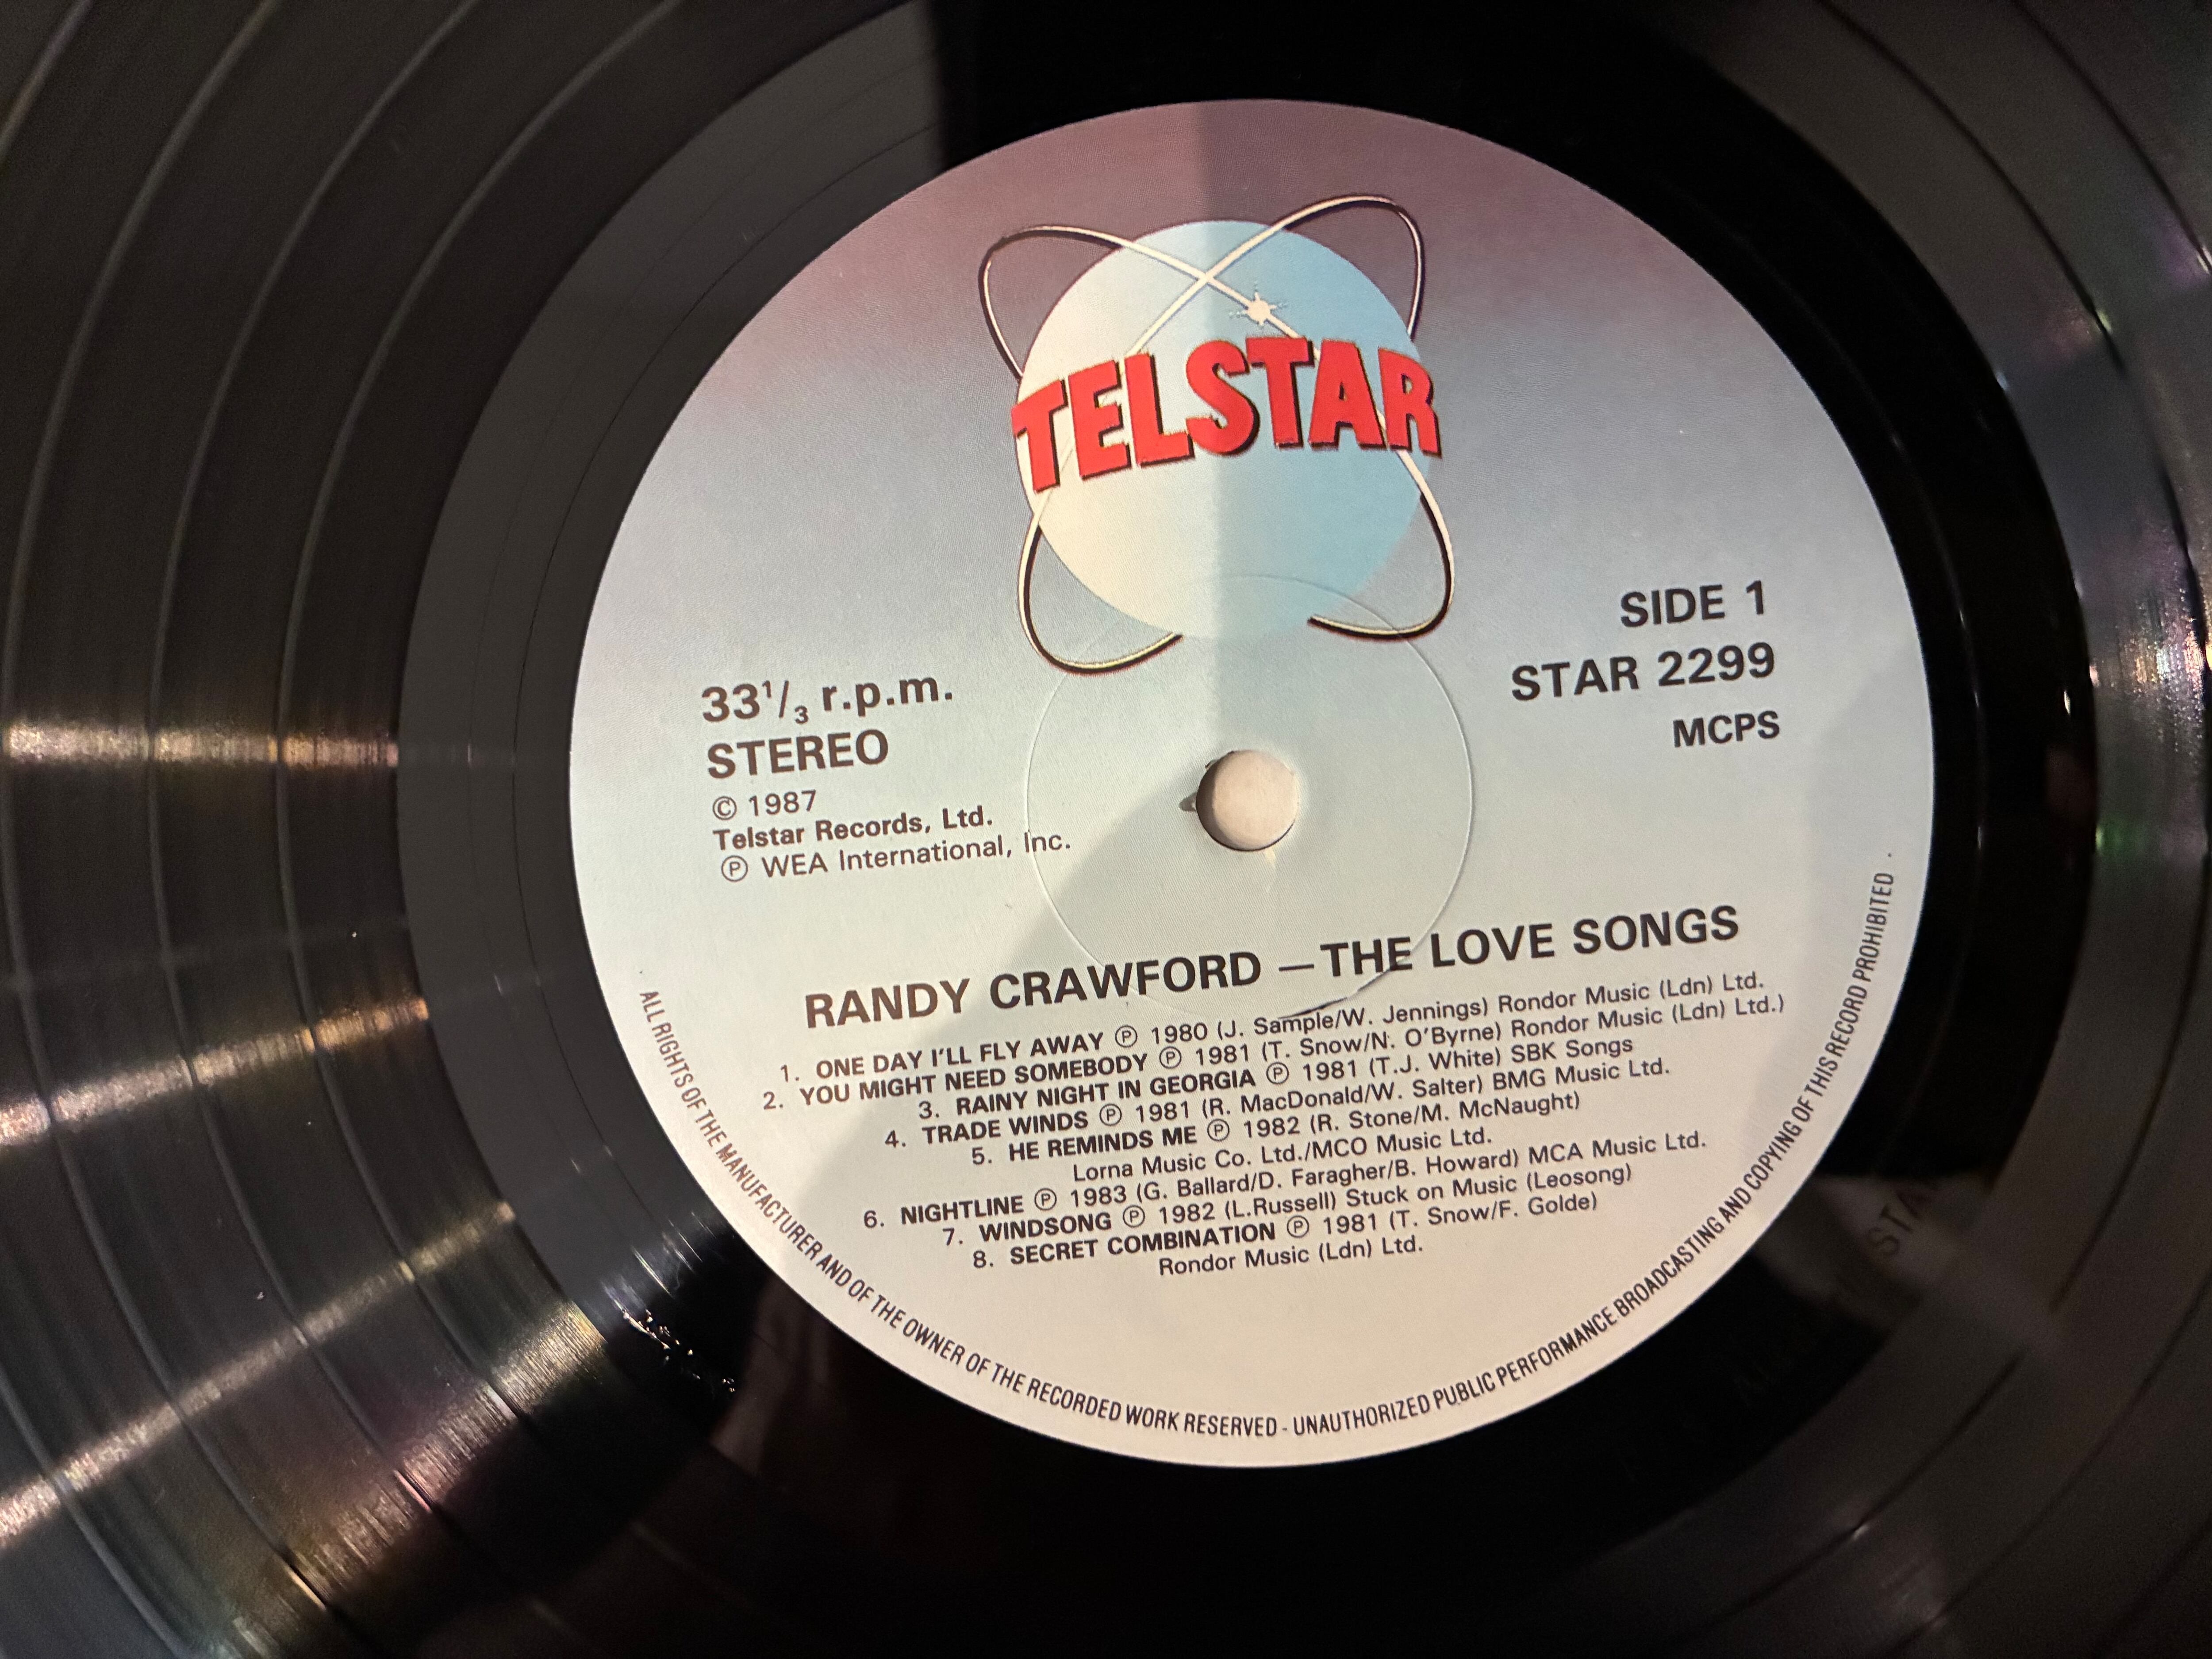 TELSTAR
SIDE 1
STAR 2299
MCPS
33 1/3 r.p.m.
STEREO
© 1987
Telstar Records, Ltd.
℗ WEA International, Inc.
RANDY CRAWFORD — THE LOVE SONGS
1. ONE DAY I'LL FLY AWAY ℗ 1980 (J. Sample/W. Jennings) Rondor Music (Ldn) Ltd.
2. YOU MIGHT NEED SOMEBODY ℗ 1981 (T. Snow/N. O'Byrne) Rondor Music (Ldn) Ltd.)
3. RAINY NIGHT IN GEORGIA ℗ 1981 (T.J. White) SBK Songs
4. TRADE WINDS ℗ 1981 (R. MacDonald/W. Salter) BMG Music Ltd.
5. HE REMINDS ME ℗ 1982 (R. Stone/M. McNaught)
Lorna Music Co. Ltd./MCO Music Ltd.
6. NIGHTLINE ℗ 1983 (G. Ballard/D. Faragher/B. Howard) MCA Music Ltd.
7. WINDSONG ℗ 1982 (L.Russell) Stuck on Music (Leosong)
8. SECRET COMBINATION ℗ 1981 (T. Snow/F. Golde)
Rondor Music (Ldn) Ltd.
ALL RIGHTS OF THE MANUFACTURER AND OF THE OWNER OF THE RECORDED WORK RESERVED - UNAUTHORIZED PUBLIC PERFORMANCE BROADCASTING AND COPYING OF THIS RECORD PROHIBITED .